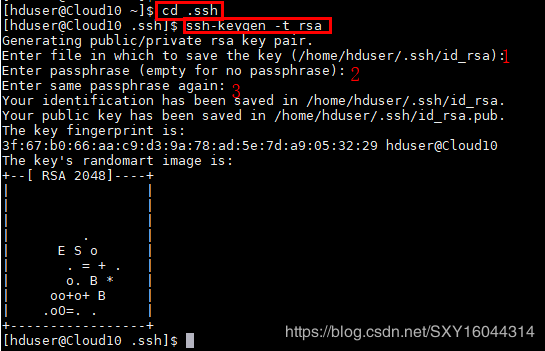 [hduser@Cloud10 ~]$ cd .ssh
[hduser@Cloud10 .ssh]$ ssh-keygen -t rsa
Generating public/private rsa key pair.
Enter file in which to save the key (/home/hduser/.ssh/id_rsa):1
Enter passphrase (empty for no passphrase): 2
Enter same passphrase again: 3
Your identification has been saved in /home/hduser/.ssh/id_rsa.
Your public key has been saved in /home/hduser/.ssh/id_rsa.pub.
The key fingerprint is:
3f:67:b0:66:aa:c9:d3:9a:78:ad:5e:7d:a9:05:32:29 hduser@Cloud10
The key's randomart image is:
+--[ RSA 2048]----+
|                 |
|                 |
|                 |
|        .        |
|     E S o       |
|      . = + .    |
|      o. B *     |
|    oo+o+ B      |
|   .oO=. .       |
+-----------------+
[hduser@Cloud10 .ssh]$
https://blog.csdn.net/SXY16044314